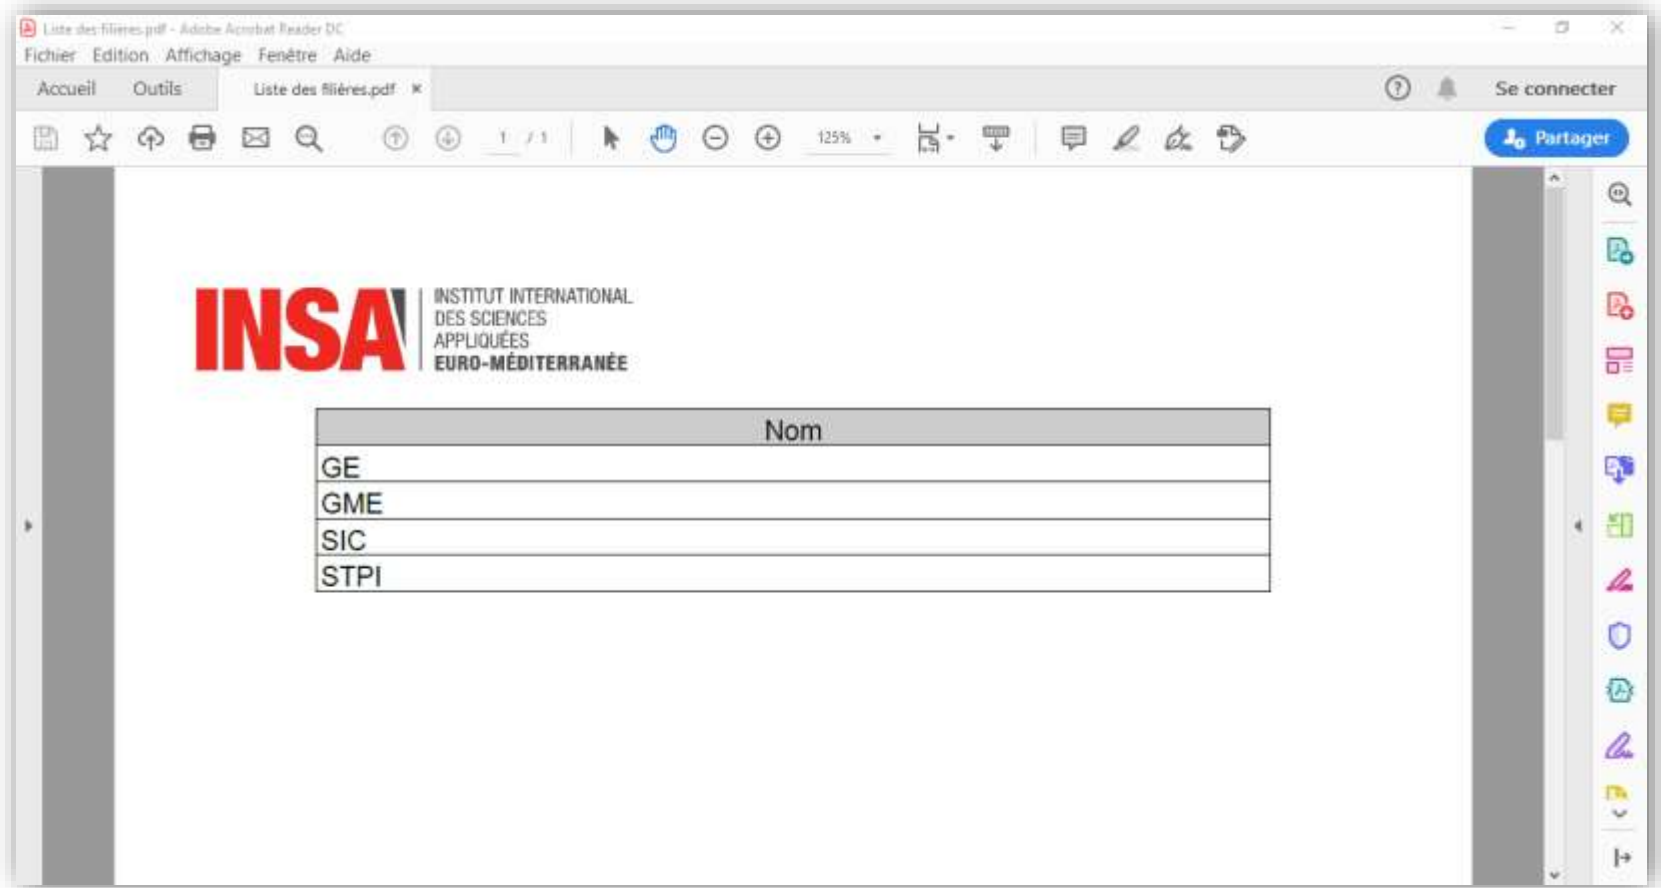 Liste des filières.pdf - Adobe Acrobat Reader DC
Fichier Edition Affichage Fenêtre Aide
Accueil Outils Liste des filières.pdf × Se connecter
1 / 1 125% Partager
INSA INSTITUT INTERNATIONAL
DES SCIENCES
APPLIQUÉES
EURO-MÉDITERRANÉE
Nom
GE
GME
SIC
STPI